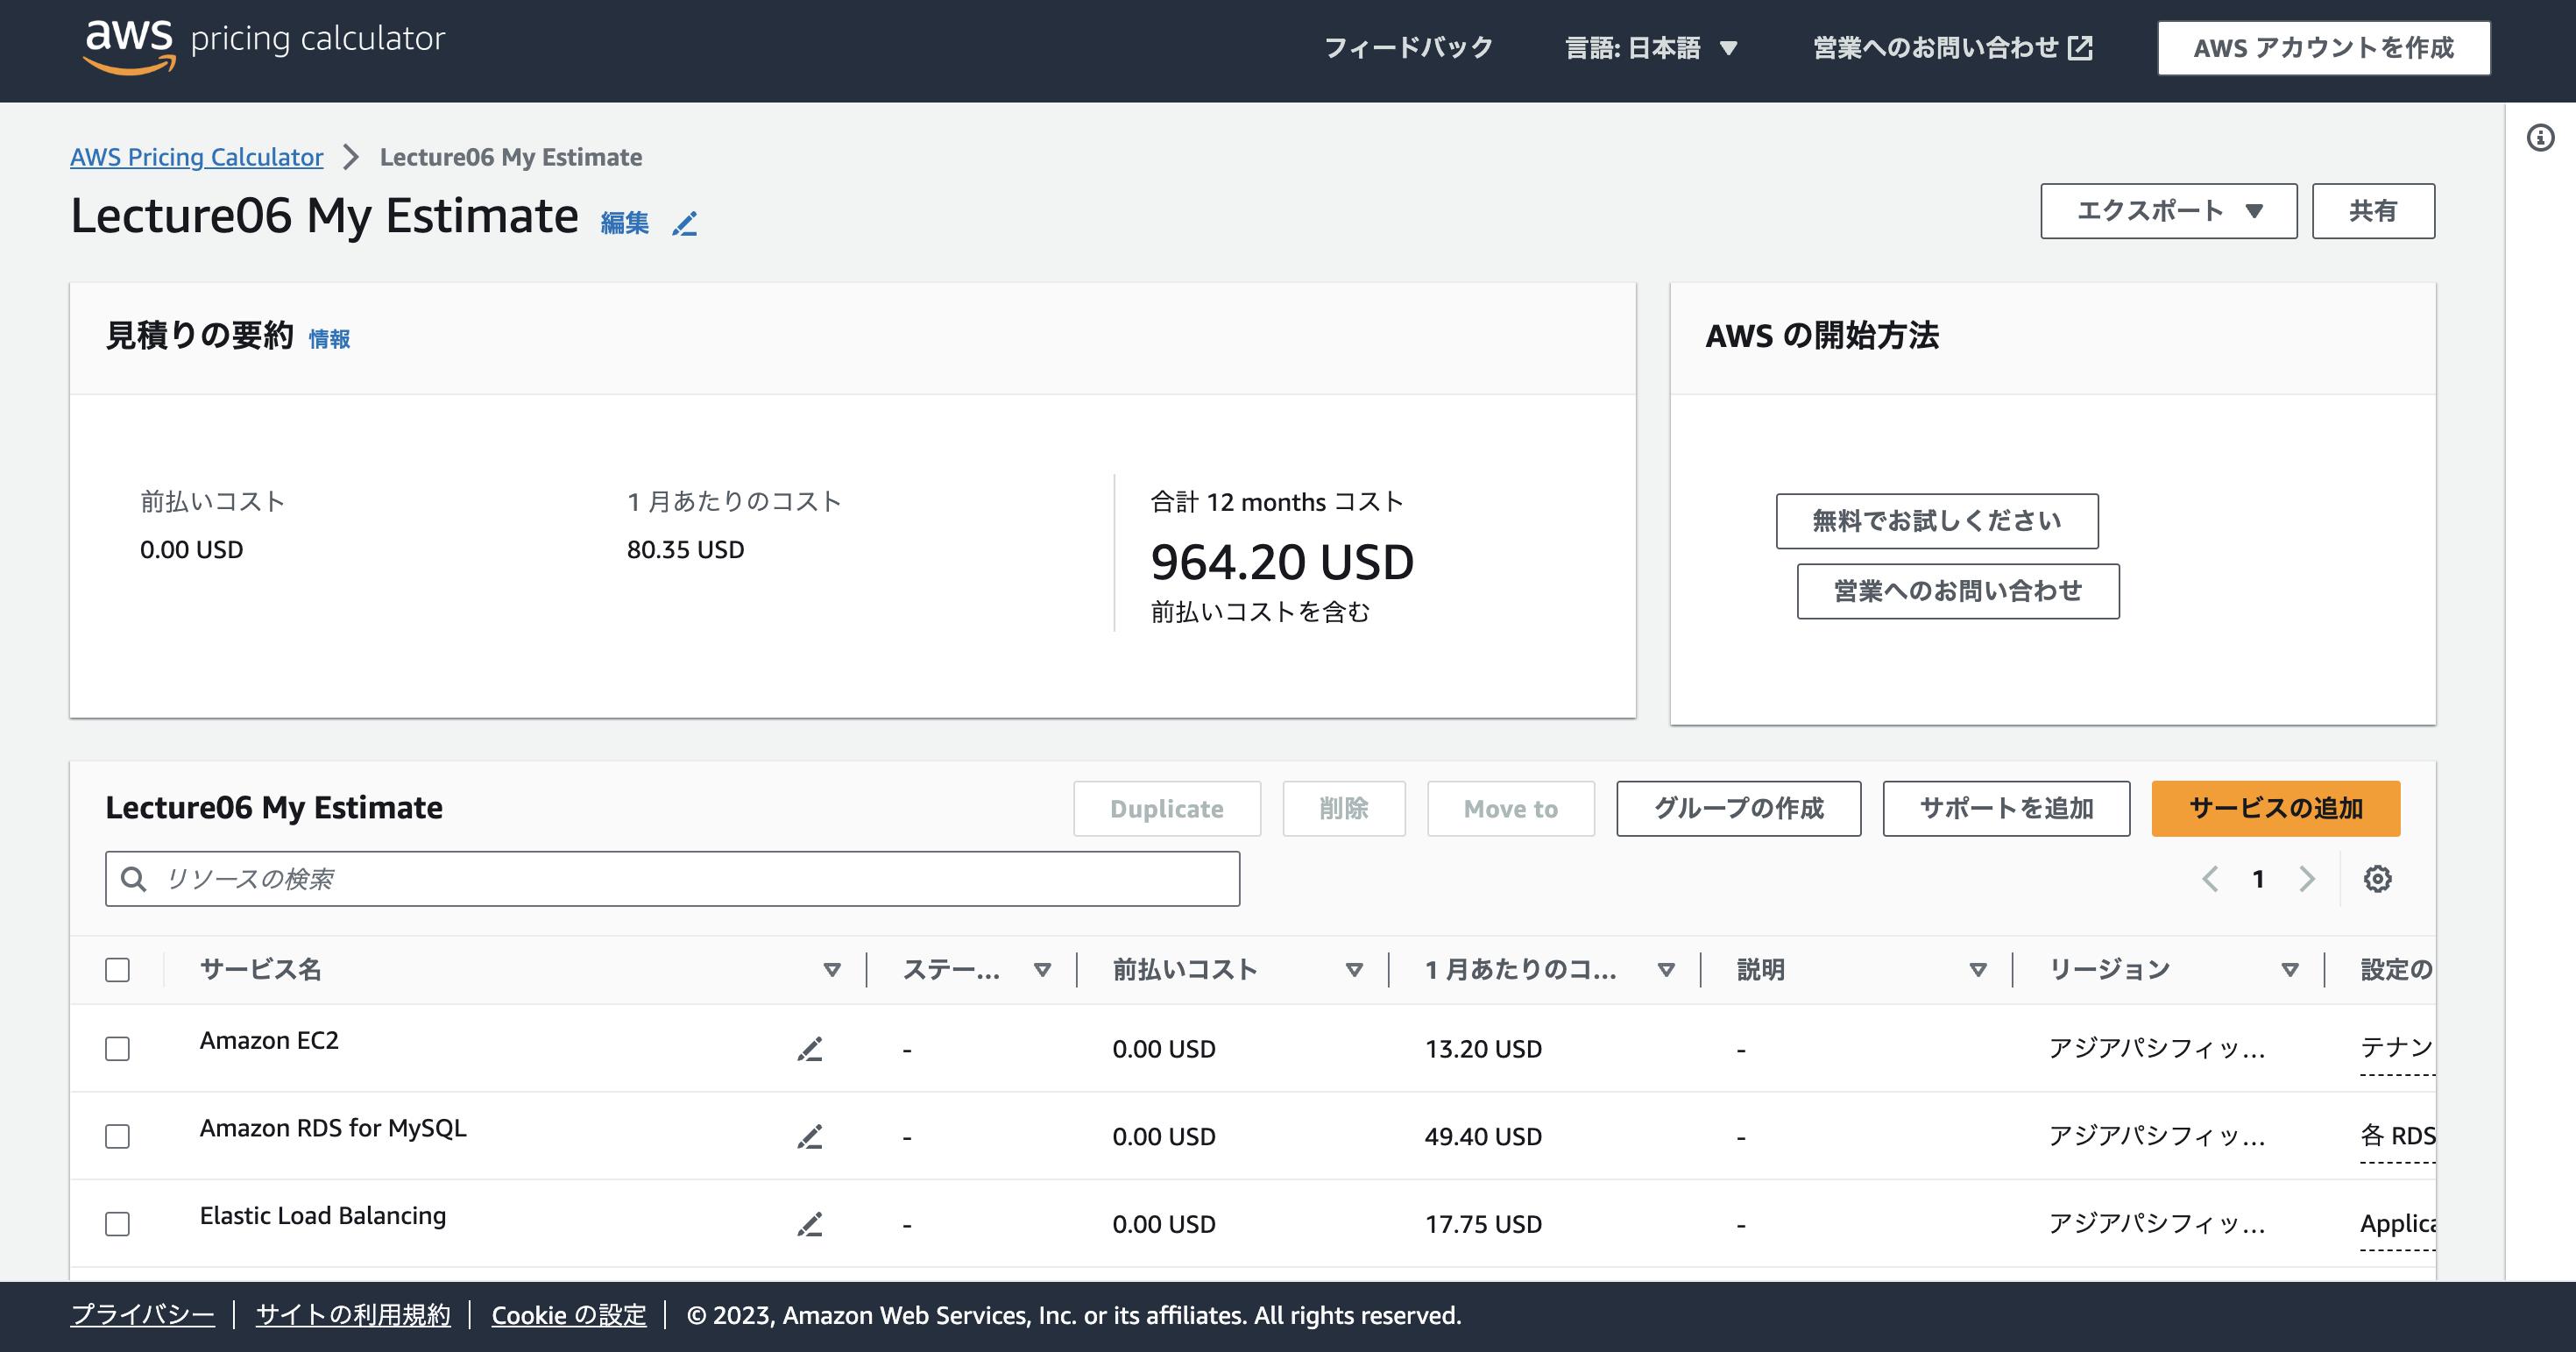 aws pricing calculator
フィードバック
言語: 日本語
営業へのお問い合わせ
AWS アカウントを作成
AWS Pricing Calculator
Lecture06 My Estimate
Lecture06 My Estimate
編集
エクスポート
共有
見積りの要約 情報
前払いコスト
0.00 USD
1 月あたりのコスト
80.35 USD
合計 12 months コスト
964.20 USD
前払いコストを含む
AWS の開始方法
無料でお試しください
営業へのお問い合わせ
Lecture06 My Estimate
Duplicate
削除
Move to
グループの作成
サポートを追加
サービスの追加
リソースの検索
1
サービス名 ステー... 前払いコスト 1 月あたりのコ... 説明 リージョン 設定の
Amazon EC2 - 0.00 USD 13.20 USD - アジアパシフィッ... テナン
Amazon RDS for MySQL - 0.00 USD 49.40 USD - アジアパシフィッ... 各 RDS
Elastic Load Balancing - 0.00 USD 17.75 USD - アジアパシフィッ... Applica
プライバシー サイトの利用規約 Cookie の設定 © 2023, Amazon Web Services, Inc. or its affiliates. All rights reserved.